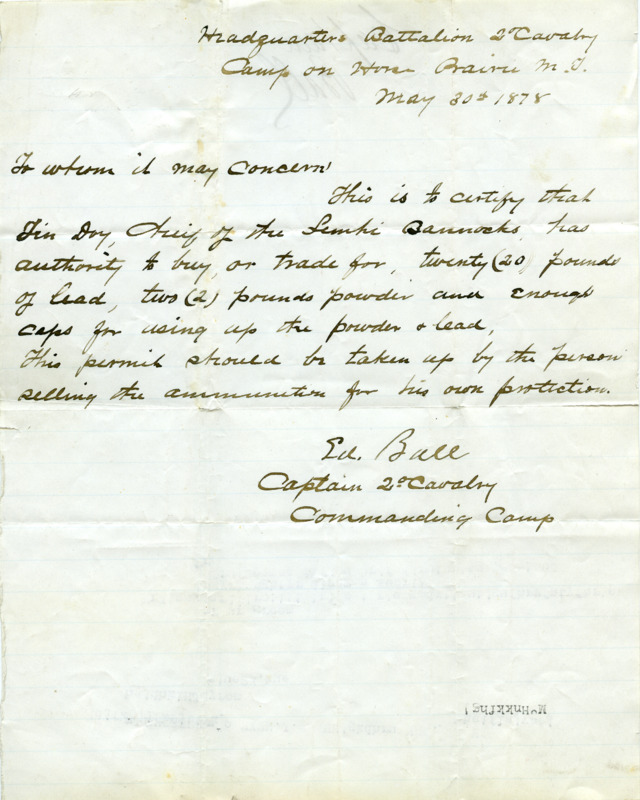 Headquarters Battalion 2d Cavalry
Camp on Horse Prairie M. T.
May 30th 1878
To whom it may concern
This is to certify that
Tin Doy, chief of the Lemhi Bannocks, has
authority to buy, or trade for, twenty (20) pounds
of lead, two (2) pounds powder and enough
caps for using up the powder & lead,
This permit should be taken up by the person
selling the ammunition for his own protection.
Ed. Ball
Captain 2d Cavalry
Commanding Camp